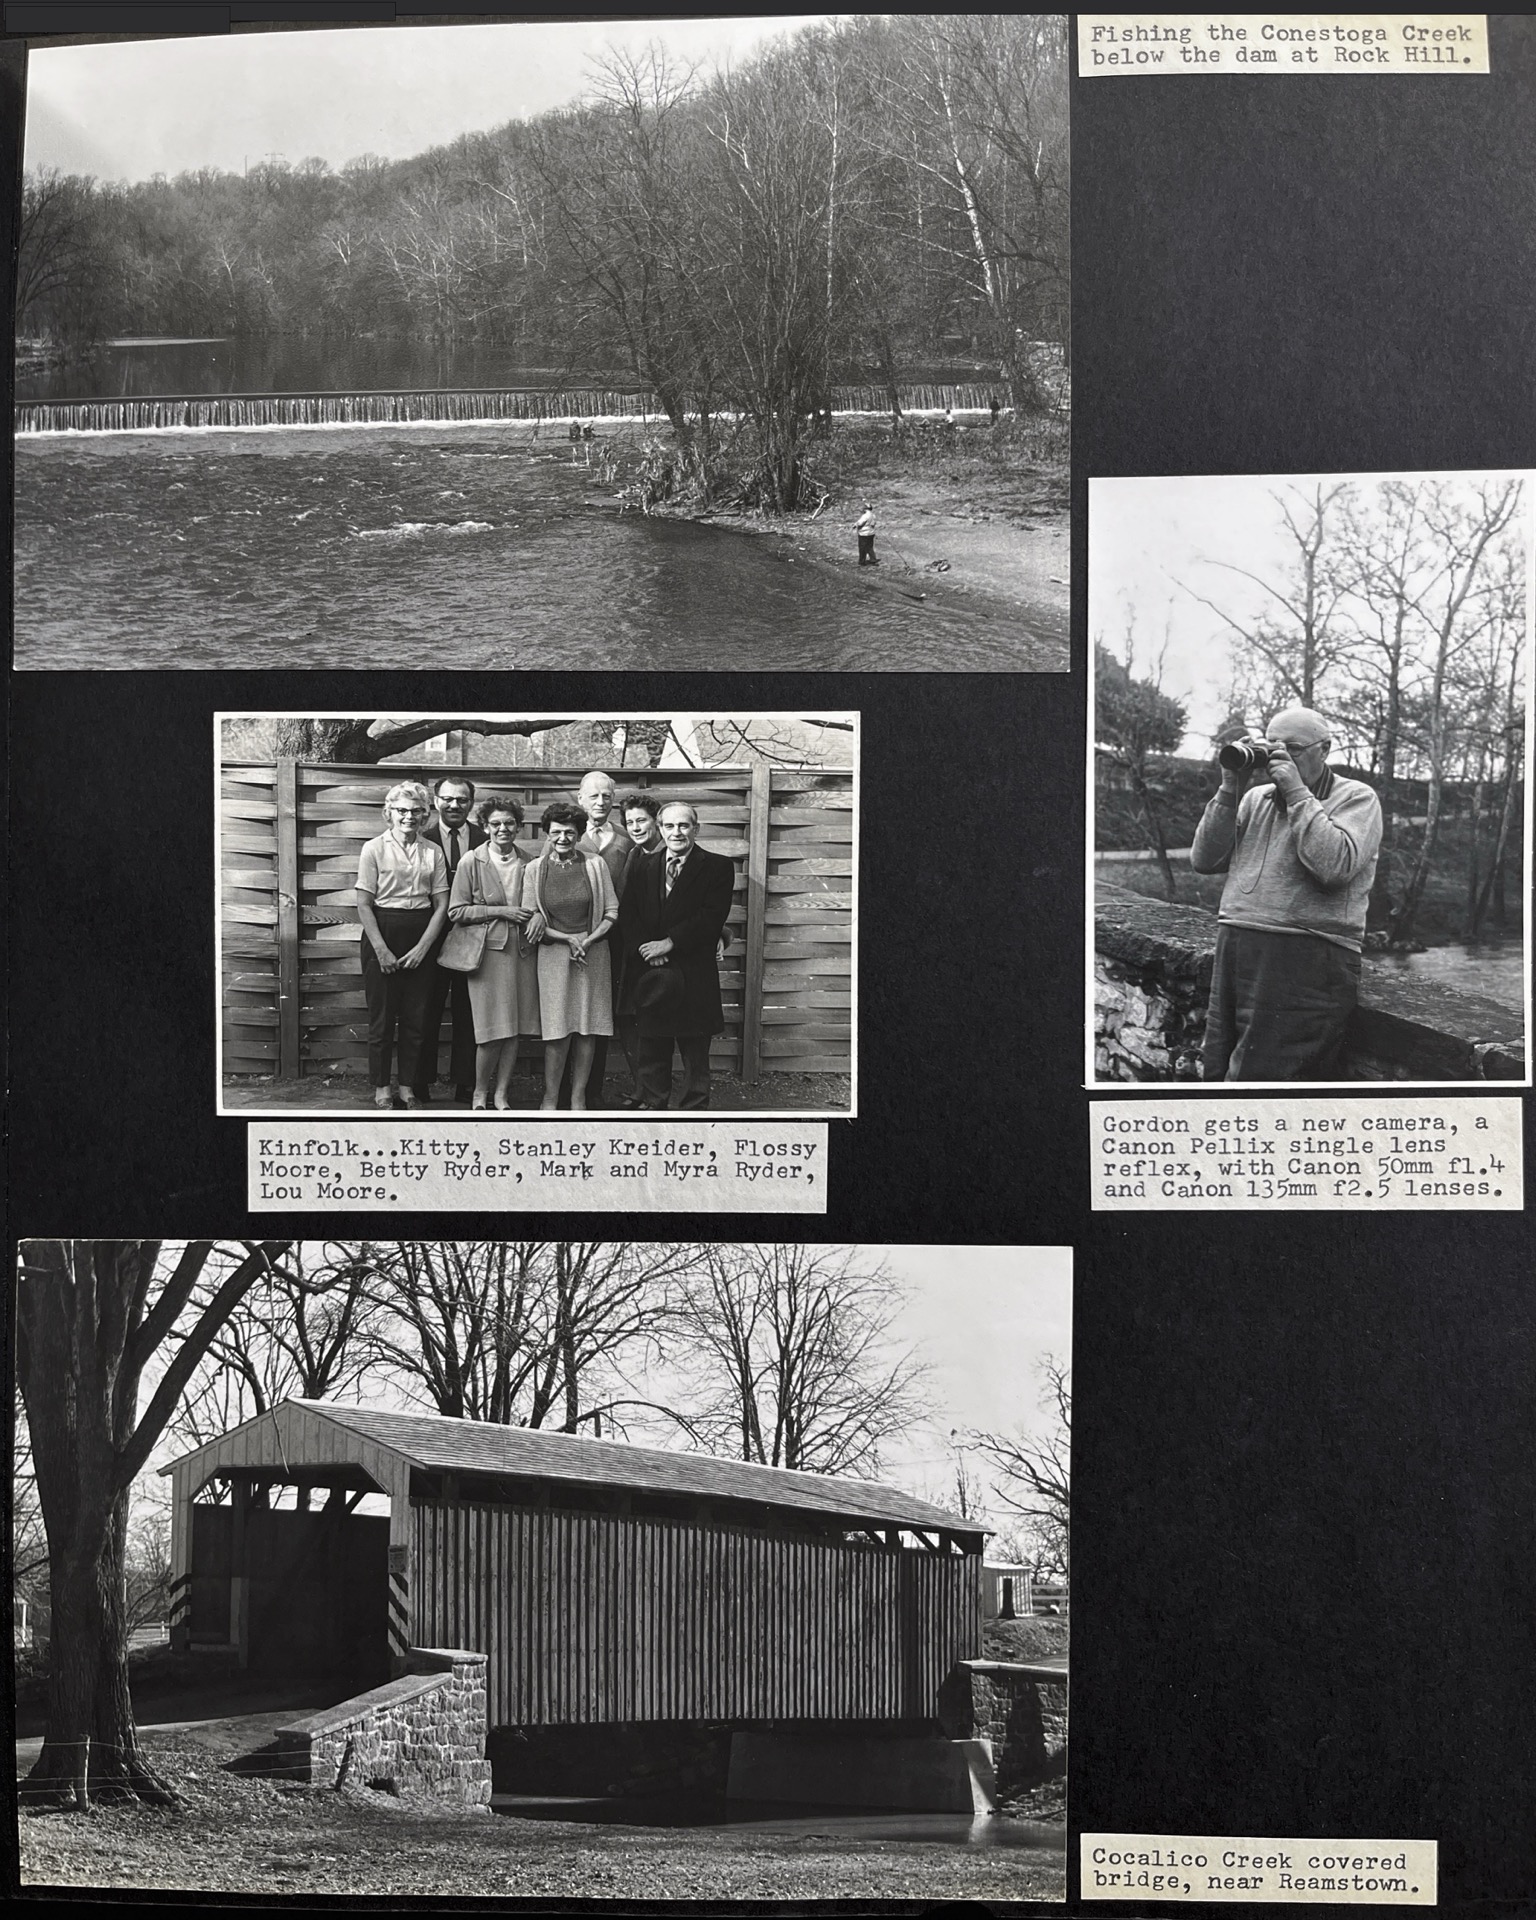 Fishing the Conestoga Creek
below the dam at Rock Hill.
Kinfolk...Kitty, Stanley Kreider, Flossy
Moore, Betty Ryder, Mark and Myra Ryder,
Lou Moore.
Gordon gets a new camera, a
Canon Pellix single lens
reflex, with Canon 50mm f1.4
and Canon 135mm f2.5 lenses.
Cocalico Creek covered
bridge, near Reamstown.